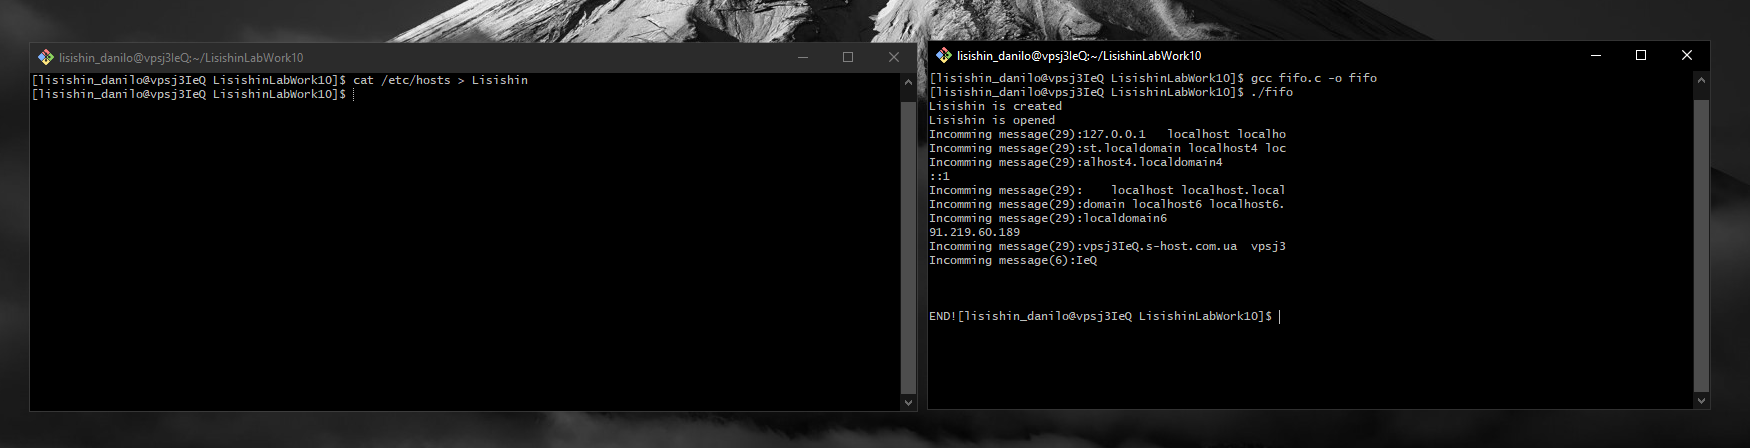 lisishin_danilo@vpsj3IeQ:~/LisishinLabWork10
[lisishin_danilo@vpsj3IeQ LisishinLabWork10]$ cat /etc/hosts > Lisishin
[lisishin_danilo@vpsj3IeQ LisishinLabWork10]$
lisishin_danilo@vpsj3IeQ:~/LisishinLabWork10
[lisishin_danilo@vpsj3IeQ LisishinLabWork10]$ gcc fifo.c -o fifo
[lisishin_danilo@vpsj3IeQ LisishinLabWork10]$ ./fifo
Lisishin is created
Lisishin is opened
Incomming message(29):127.0.0.1   localhost localho
Incomming message(29):st.localdomain localhost4 loc
Incomming message(29):alhost4.localdomain4
::1
Incomming message(29):    localhost localhost.local
Incomming message(29):domain localhost6 localhost6.
Incomming message(29):localdomain6
91.219.60.189
Incomming message(29):vpsj3IeQ.s-host.com.ua  vpsj3
Incomming message(6):IeQ
END![lisishin_danilo@vpsj3IeQ LisishinLabWork10]$